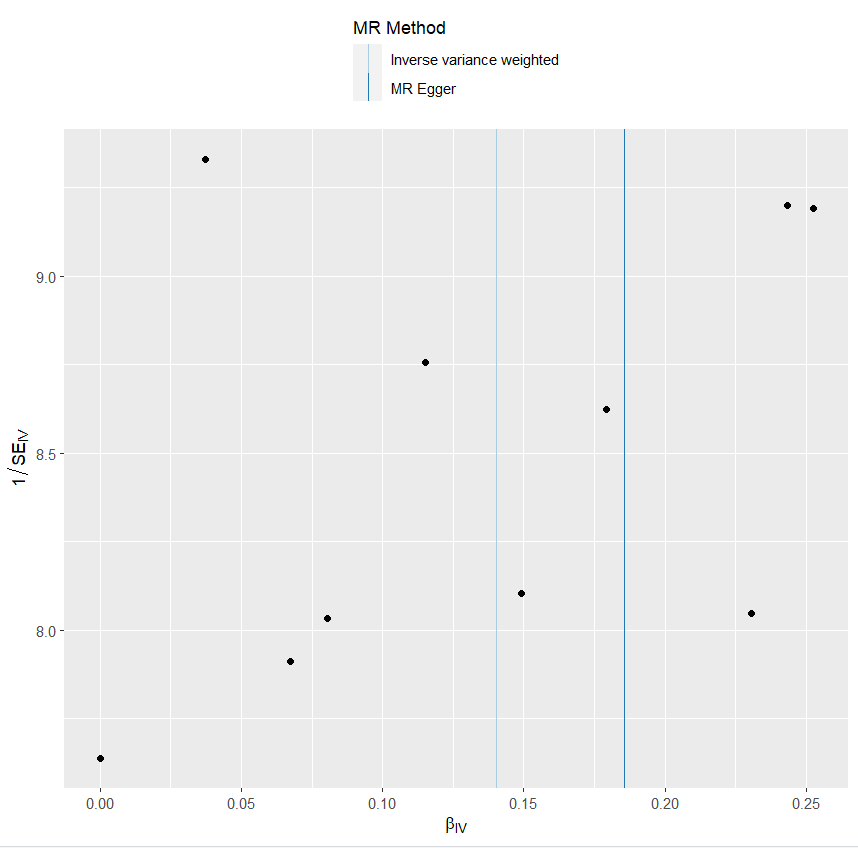 MR Method
Inverse variance weighted
MR Egger
9.0
8.5
8.0
1/SEIV
0.00 0.05 0.10 0.15 0.20 0.25
βIV